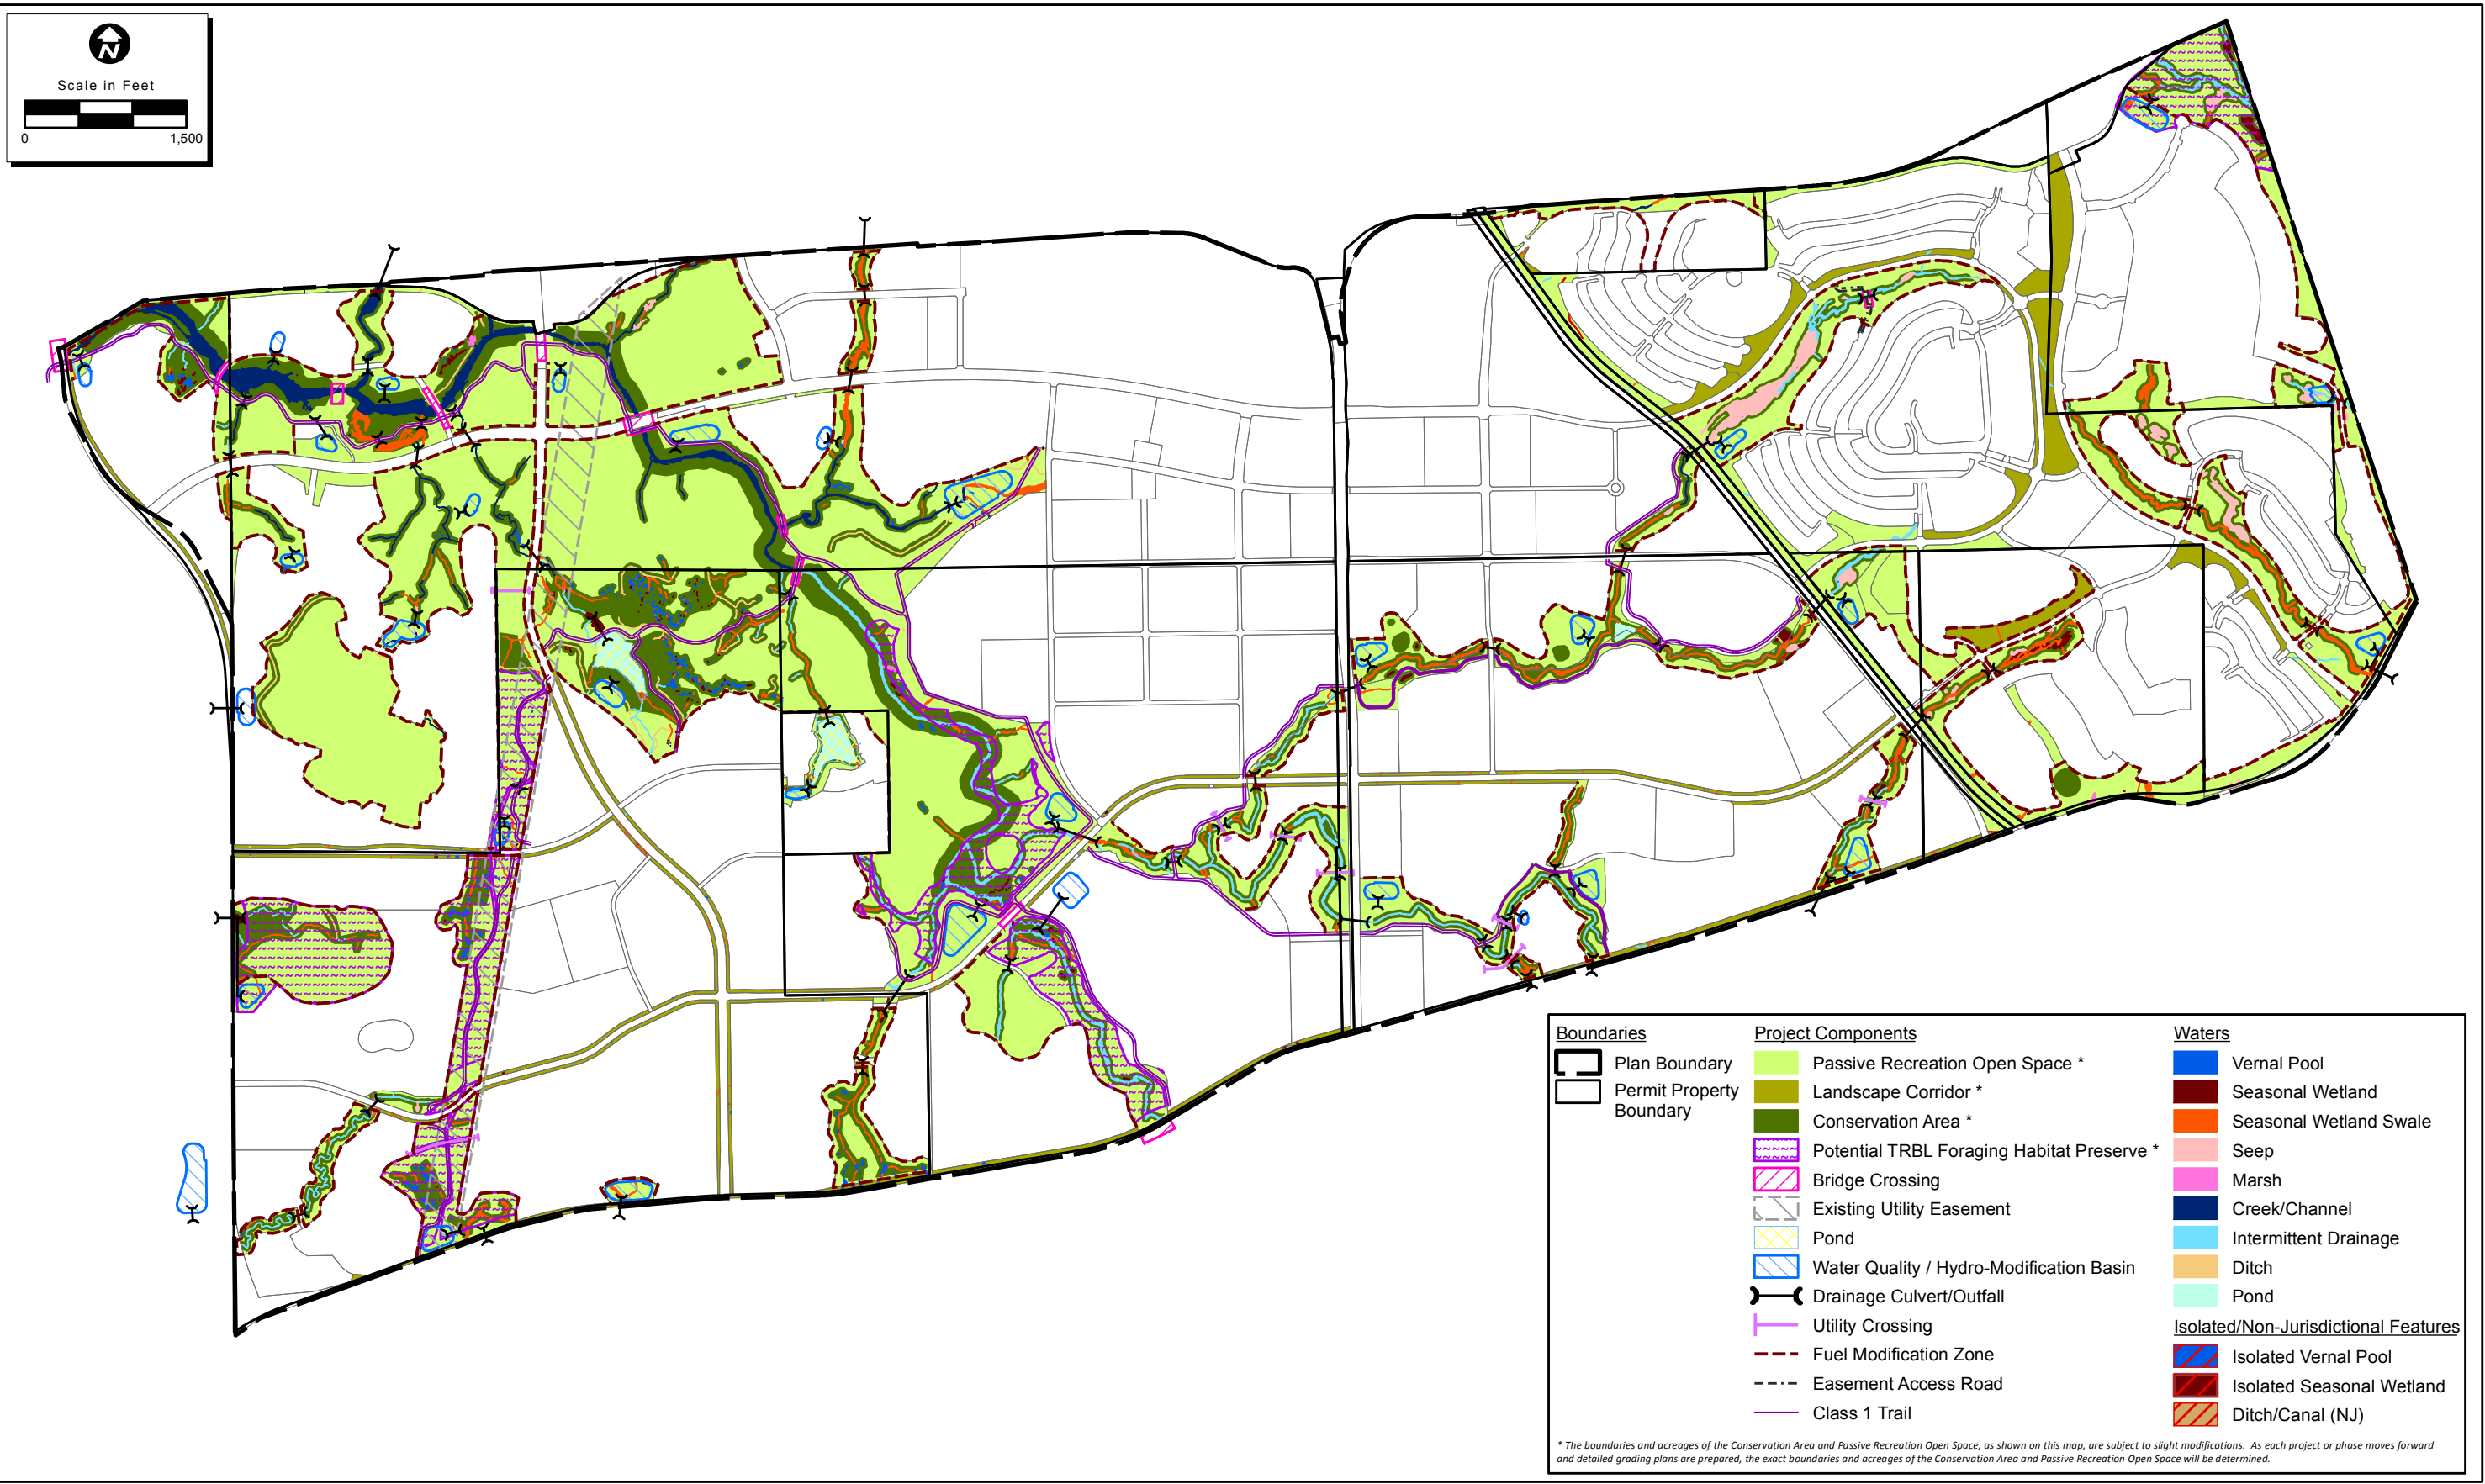 N
Scale in Feet
0 1,500
Boundaries
Plan Boundary
Permit Property
Boundary
Project Components
Passive Recreation Open Space *
Landscape Corridor *
Conservation Area *
Potential TRBL Foraging Habitat Preserve *
Bridge Crossing
Existing Utility Easement
Pond
Water Quality / Hydro-Modification Basin
Drainage Culvert/Outfall
Utility Crossing
Fuel Modification Zone
Easement Access Road
Class 1 Trail
Waters
Vernal Pool
Seasonal Wetland
Seasonal Wetland Swale
Seep
Marsh
Creek/Channel
Intermittent Drainage
Ditch
Pond
Isolated/Non-Jurisdictional Features
Isolated Vernal Pool
Isolated Seasonal Wetland
Ditch/Canal (NJ)
* The boundaries and acreages of the Conservation Area and Passive Recreation Open Space, as shown on this map, are subject to slight modifications. As each project or phase moves forward
and detailed grading plans are prepared, the exact boundaries and acreages of the Conservation Area and Passive Recreation Open Space will be determined.